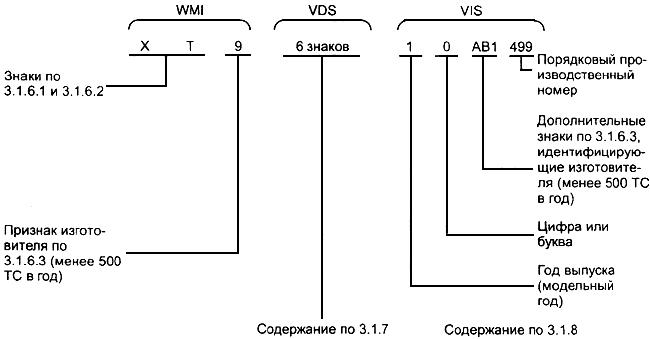 WMI VDS VIS
X T 9 6 знаков 1 0 AB1 499
Знаки по
3.1.6.1 и 3.1.6.2
Порядковый про-
изводственный
номер
Дополнительные
знаки по 3.1.6.3,
идентифицирую-
щие изготовите-
ля (менее 500 ТС
в год)
Признак изгото-
вителя по
3.1.6.3 (менее 500
ТС в год)
Цифра или
буква
Год выпуска
(модельный
год)
Содержание по 3.1.7 Содержание по 3.1.8